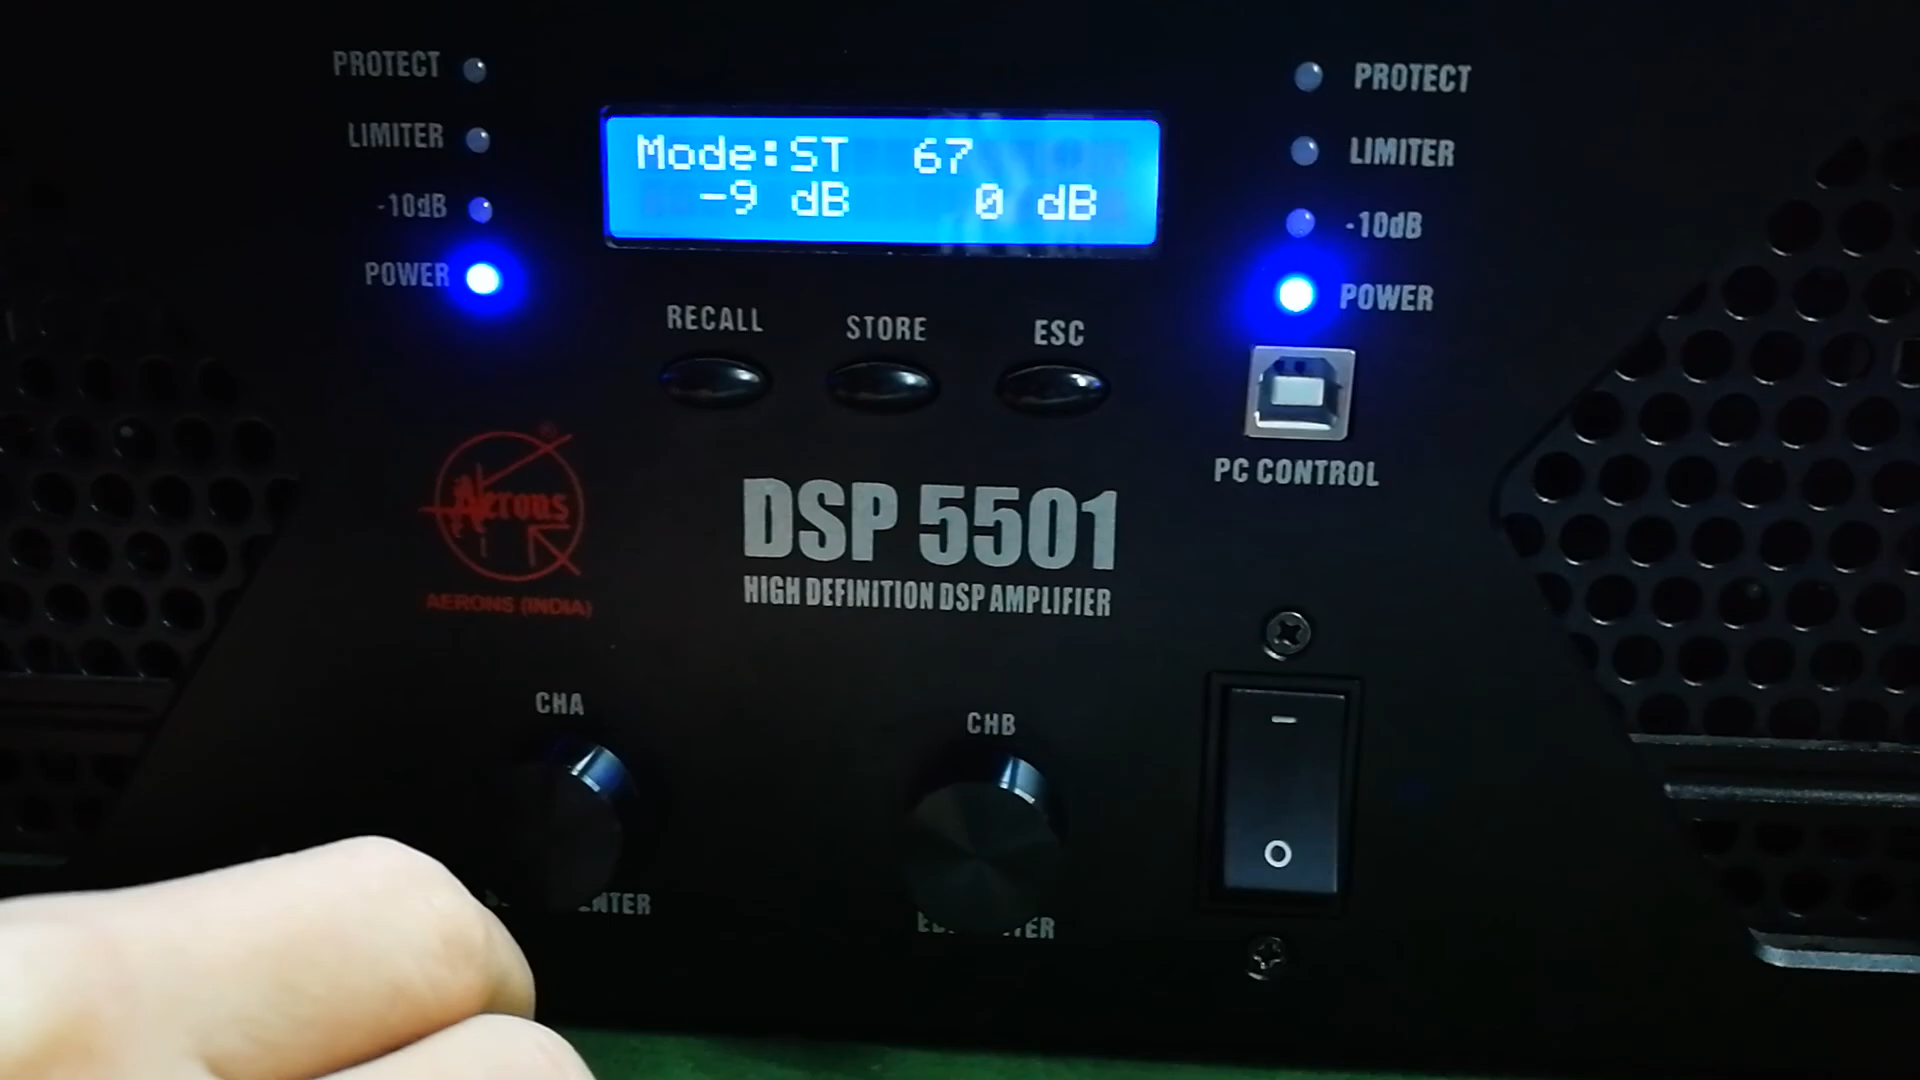 PROTECT
LIMITER
-10dB
POWER
Mode:ST 67
-9 dB 0 dB
PROTECT
LIMITER
-10dB
POWER
RECALL STORE ESC
PC CONTROL
Aerons
AERONS (INDIA)
DSP 5501
HIGH DEFINITION DSP AMPLIFIER
CHA
CHB